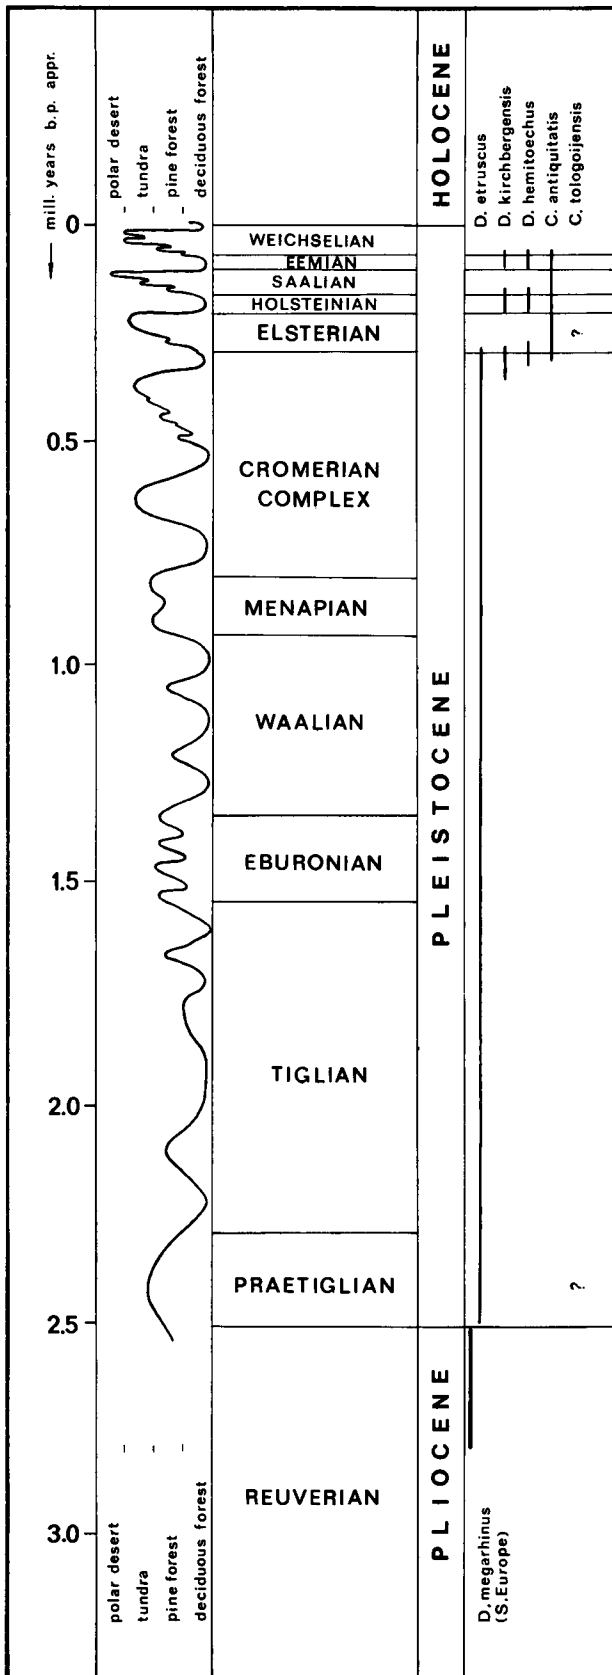 mill. years b.p. appr.
polar desert
tundra
pine forest
deciduous forest
HOLOCENE
D. etruscus
D. kirchbergensis
D. hemitoechus
C. antiquitatis
C. tologoijensis
0
WEICHSELIAN
EEMIAN
SAALIAN
HOLSTEINIAN
ELSTERIAN
?
0.5
CROMERIAN
COMPLEX
MENAPIAN
1.0
WAALIAN
PLEISTOCENE
EBURONIAN
1.5
TIGLIAN
2.0
PRAETIGLIAN
?
2.5
PLIOCENE
REUVERIAN
3.0
polar desert
tundra
pine forest
deciduous forest
D. megarhinus
(S. Europe)